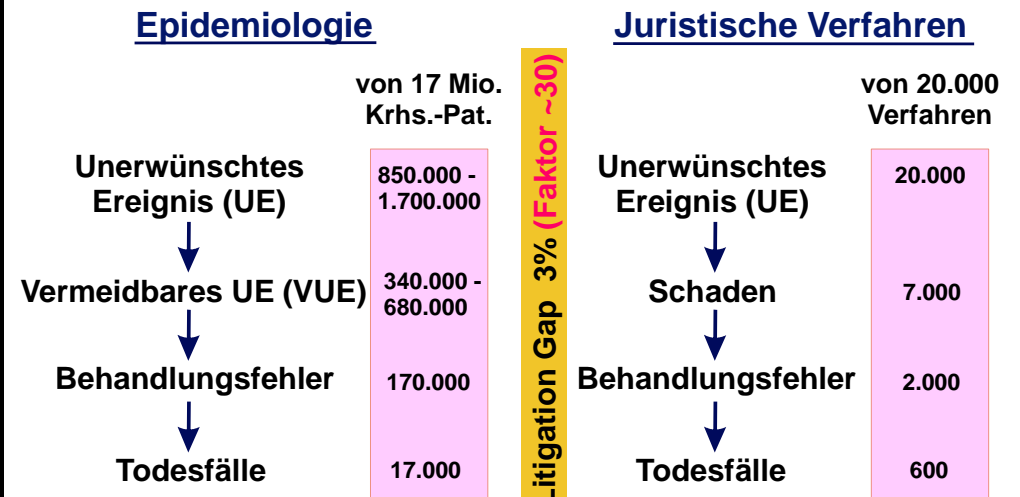 Epidemiologie
von 17 Mio.
Krhs.-Pat.
Unerwünschtes
Ereignis (UE)
850.000 -
1.700.000
Vermeidbares UE (VUE)
340.000 -
680.000
Behandlungsfehler
170.000
Todesfälle
17.000
Litigation Gap 3% (Faktor ~30)
Juristische Verfahren
von 20.000
Verfahren
Unerwünschtes
Ereignis (UE)
20.000
Schaden
7.000
Behandlungsfehler
2.000
Todesfälle
600